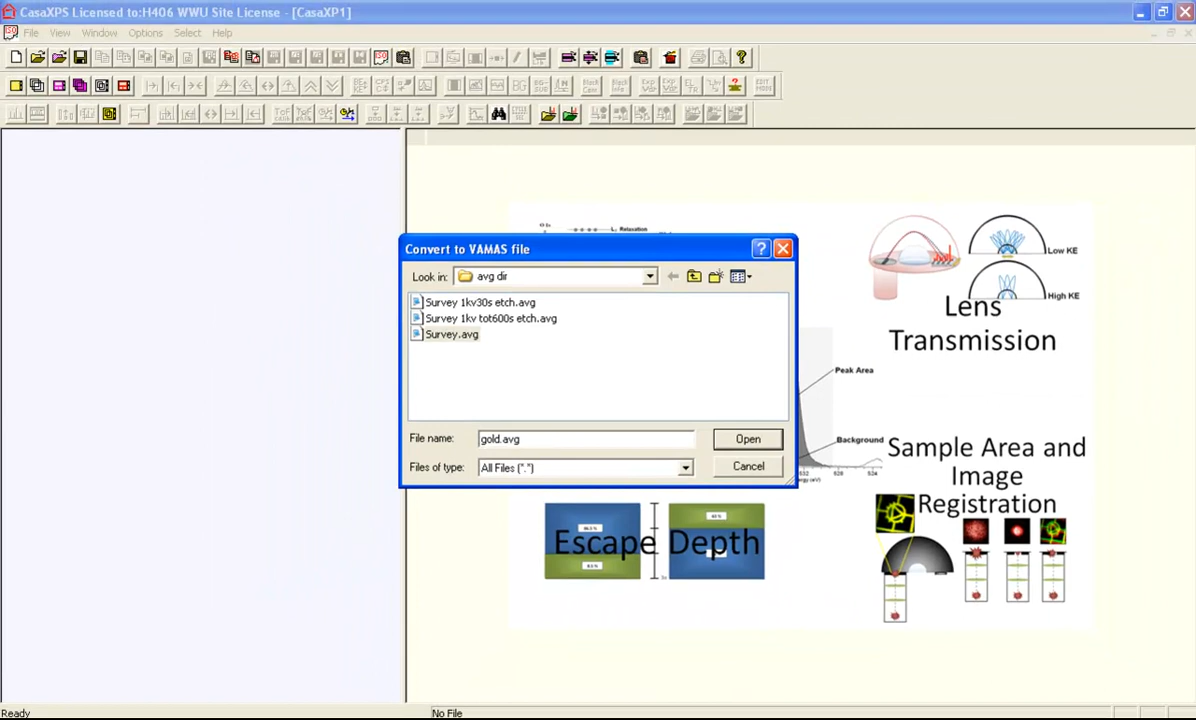 CasaXPS Licensed to:H406 WWU Site License - [CasaXP1]
File View Window Options Select Help
Convert to VAMAS file
Look in: avg dir
Survey 1kv30s etch.avg
Survey 1kv tot600s etch.avg
Survey.avg
File name: gold.avg
Open
Files of type: All Files (*.*)
Cancel
L, Relaxation
Low KE
High KE
Lens
Transmission
Peak Area
Background
Sample Area and
Image
Registration
Escape Depth
Ready
No File